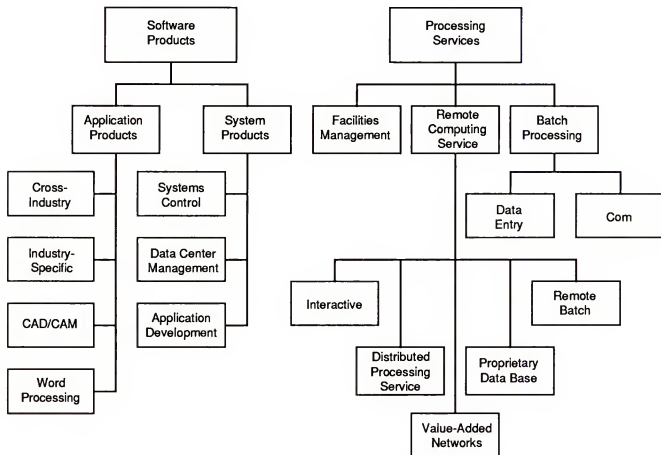 Software
Products
Processing
Services
Application
Products
System
Products
Facilities
Management
Remote
Computing
Service
Batch
Processing
Cross-
Industry
Systems
Control
Data
Entry
Com
Industry-
Specific
Data Center
Management
Interactive
Remote
Batch
CAD/CAM
Application
Development
Distributed
Processing
Service
Proprietary
Data Base
Word
Processing
Value-Added
Networks